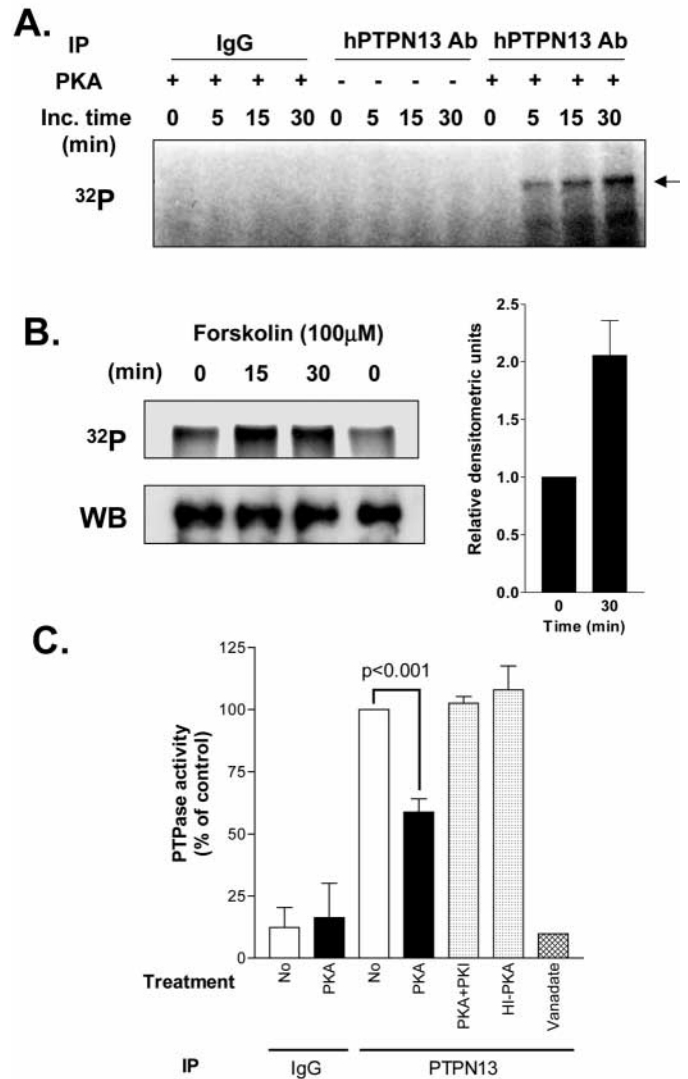 A.
IP IgG hPTPN13 Ab hPTPN13 Ab
PKA + + + + - - - - + + + +
Inc. time 0 5 15 30 0 5 15 30 0 5 15 30
(min)
32P
B.
Forskolin (100μM)
(min) 0 15 30 0
32P
WB
Relative densitometric units
2.5
2.0
1.5
1.0
0.5
0.0
0 30
Time (min)
C.
PTPase activity
(% of control)
125
100
75
50
25
0
p<0.001
Treatment No PKA No PKA PKA+PKI HI-PKA Vanadate
IP IgG PTPN13